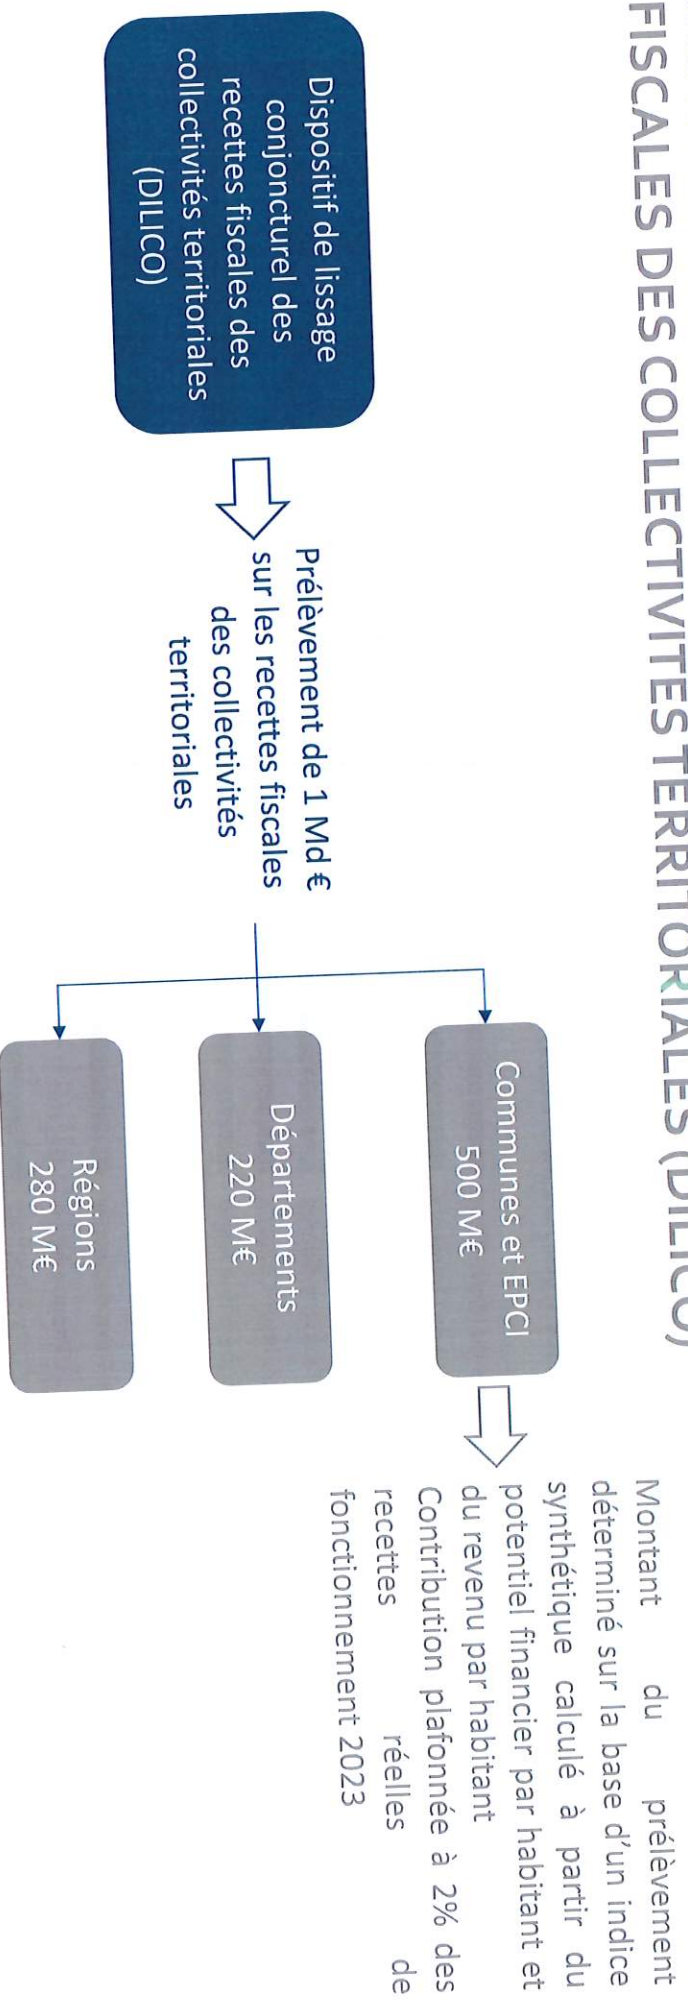 FISCALES DES COLLECTIVITES TERRITORIALES (DILICO)
Dispositif de lissage
conjoncturel des
recettes fiscales des
collectivités territoriales
(DILICO)
Prélèvement de 1 Md €
sur les recettes fiscales
des collectivités
territoriales
Communes et EPCI
500 M€
Départements
220 M€
Régions
280 M€
Montant du prélèvement
déterminé sur la base d'un indice
synthétique calculé à partir du
potentiel financier par habitant et
du revenu par habitant
Contribution plafonnée à 2% des
recettes réelles de
fonctionnement 2023